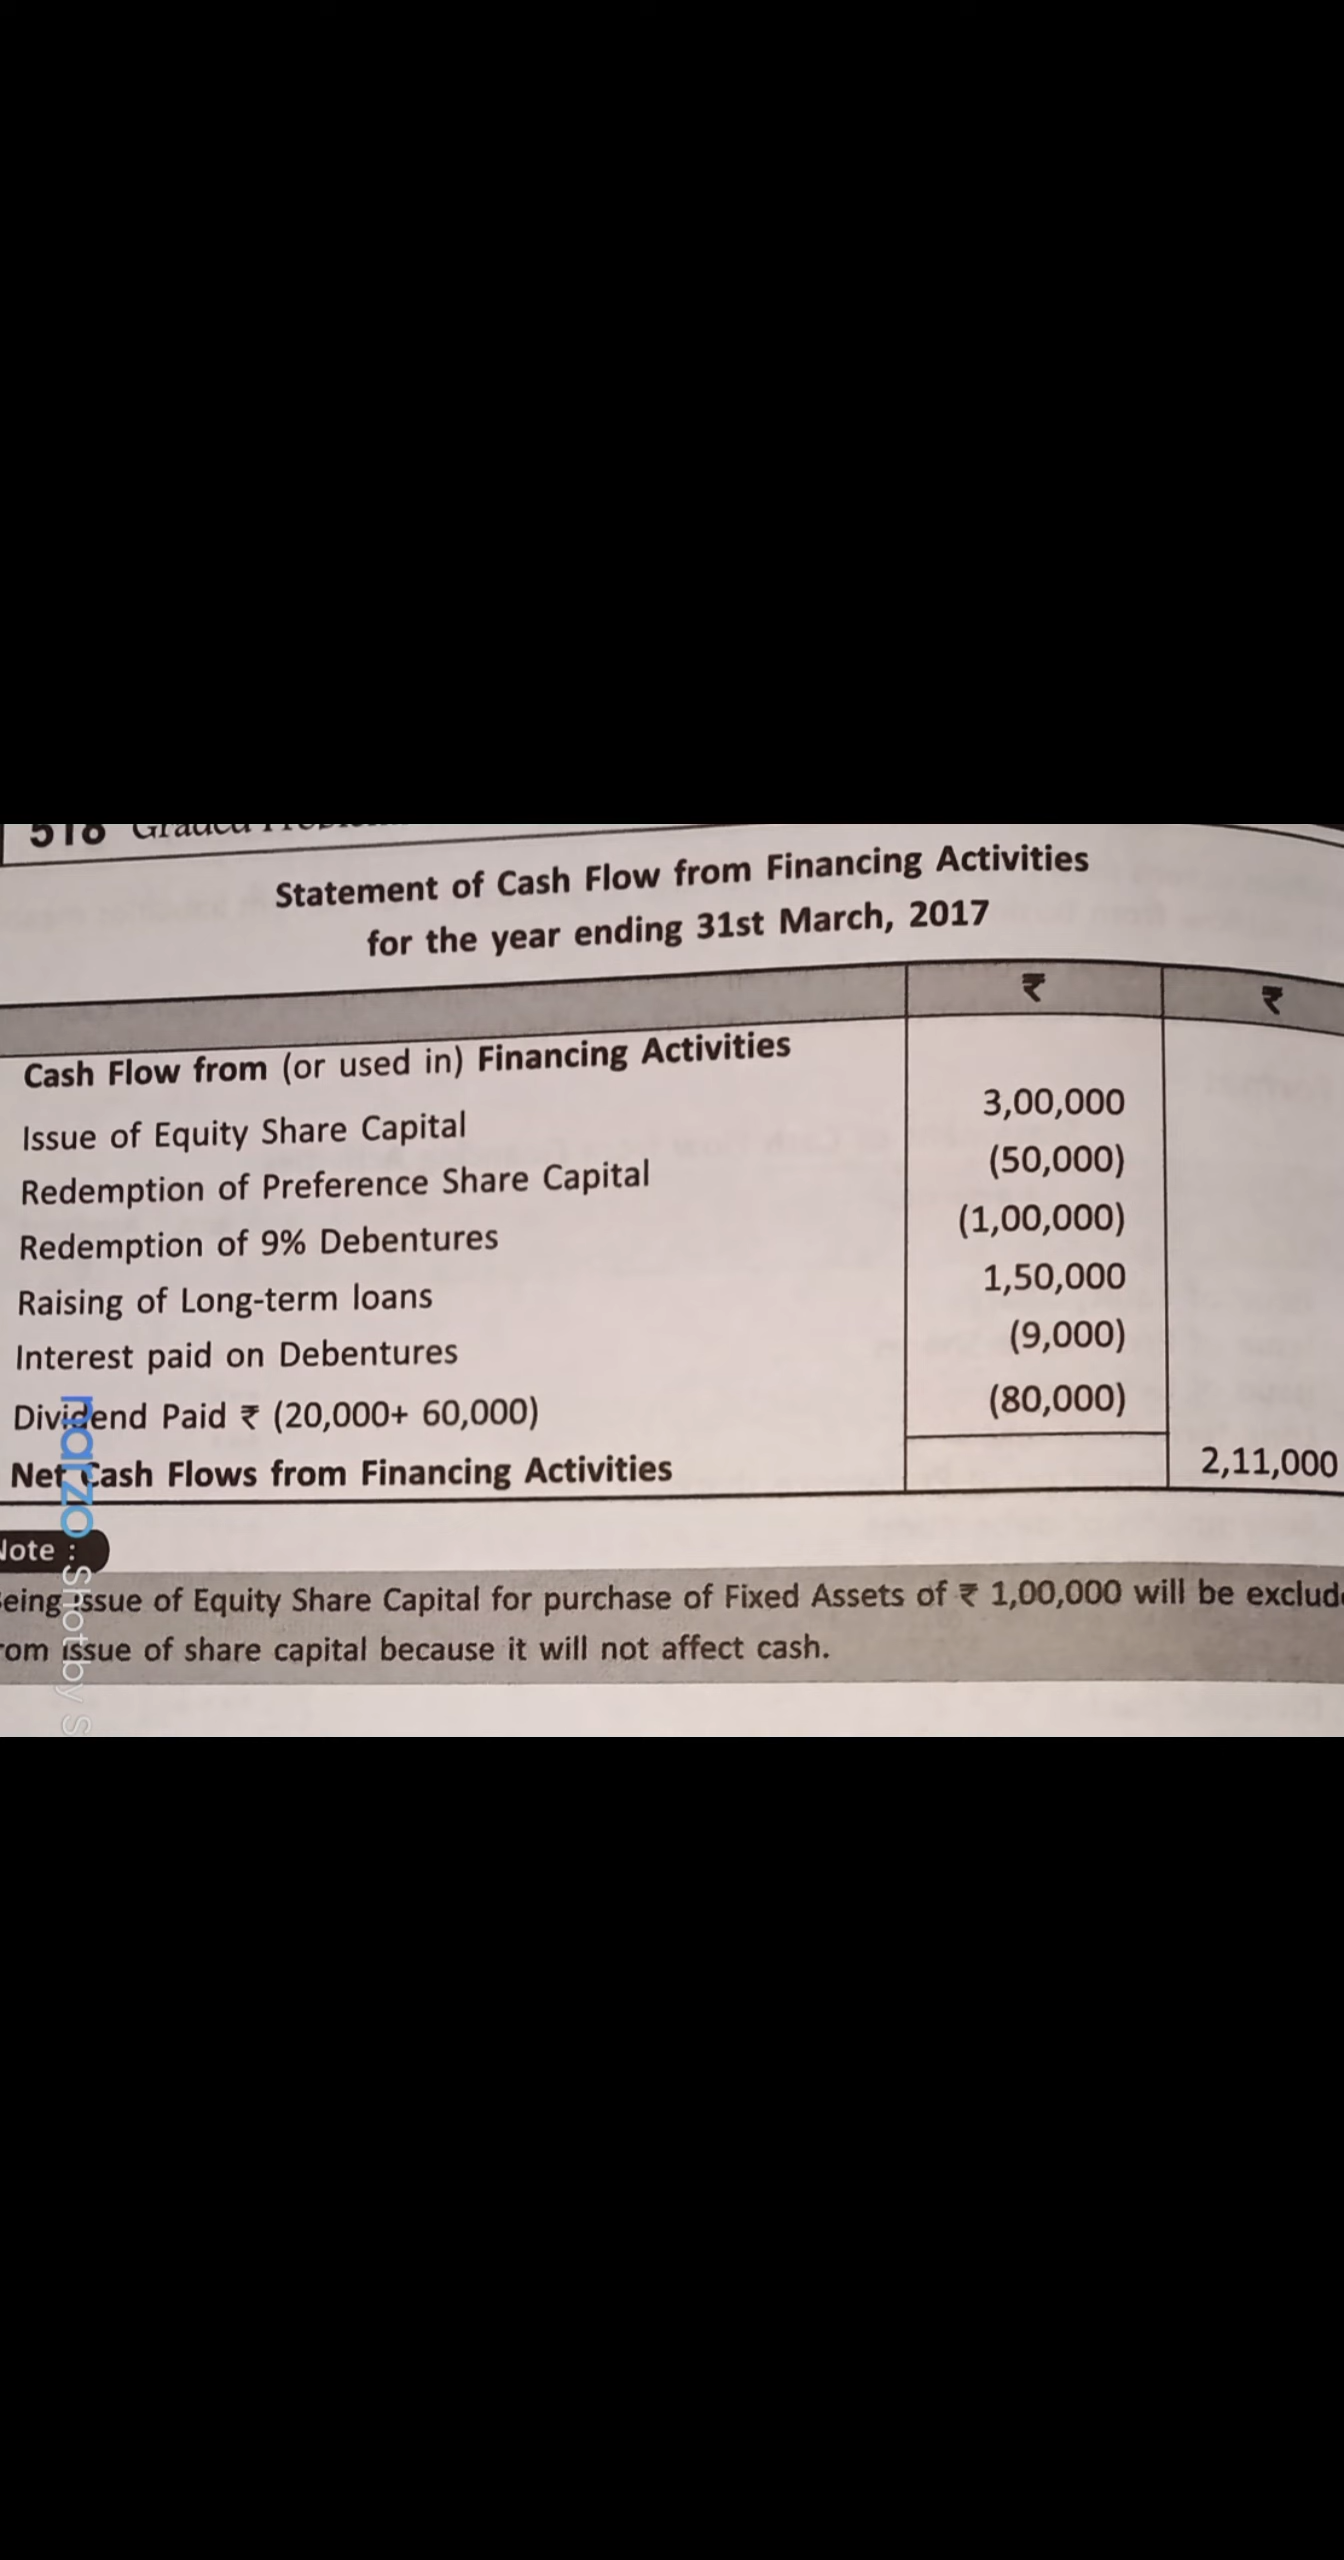 518
Statement of Cash Flow from Financing Activities
for the year ending 31st March, 2017
₹ ₹
Cash Flow from (or used in) Financing Activities
Issue of Equity Share Capital 3,00,000
Redemption of Preference Share Capital (50,000)
Redemption of 9% Debentures (1,00,000)
Raising of Long-term loans 1,50,000
Interest paid on Debentures (9,000)
Dividend Paid ₹ (20,000+ 60,000) (80,000)
Net Cash Flows from Financing Activities 2,11,000
Note :
issue of Equity Share Capital for purchase of Fixed Assets of ₹ 1,00,000 will be
issue of share capital because it will not affect cash.
narzo Shot by